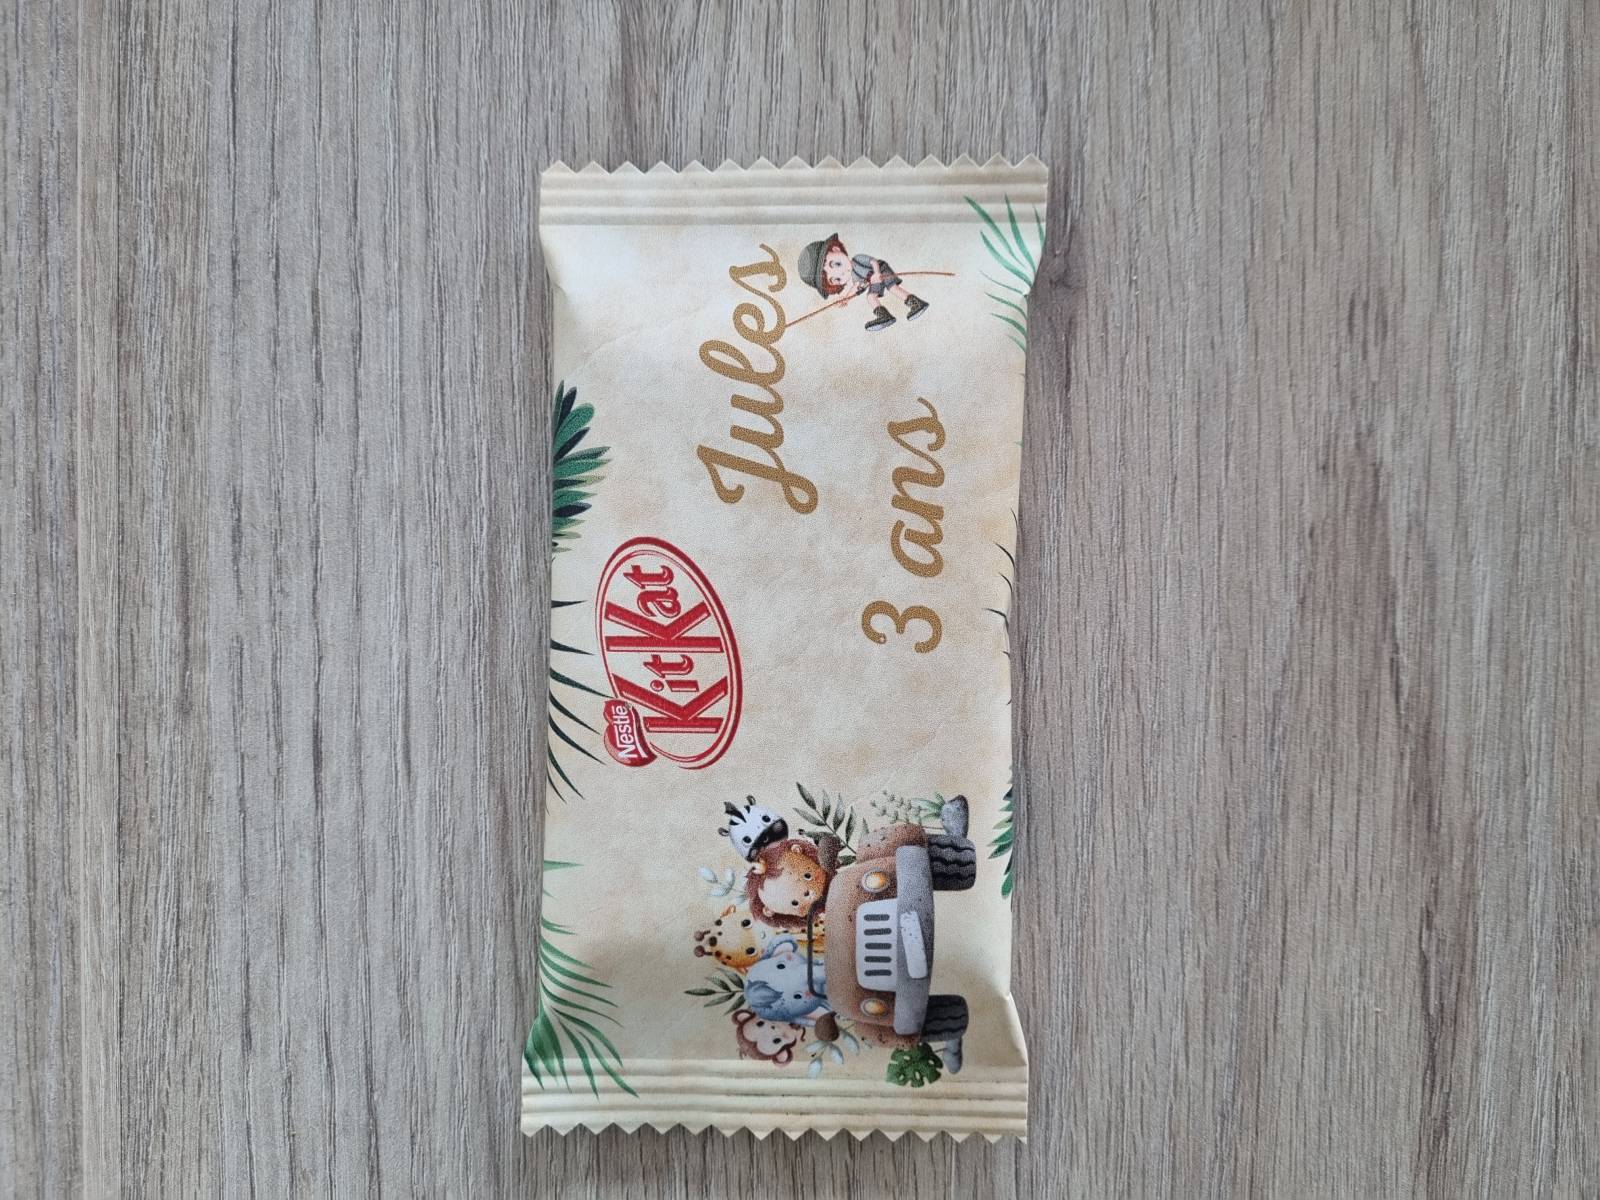 Nestlé
KitKat
Jules
3 ans